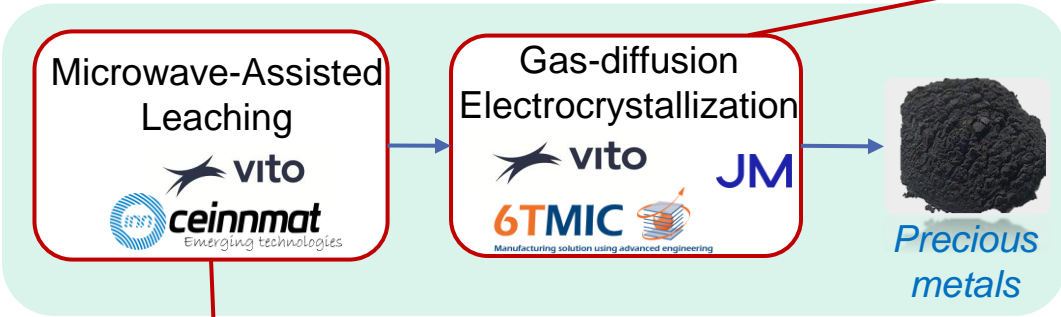 Microwave-Assisted
Leaching
vito
inn ceinnmat
Emerging technologies
Gas-diffusion
Electrocrystallization
vito
JM
6TMIC
Manufacturing solution using advanced engineering
Precious
metals